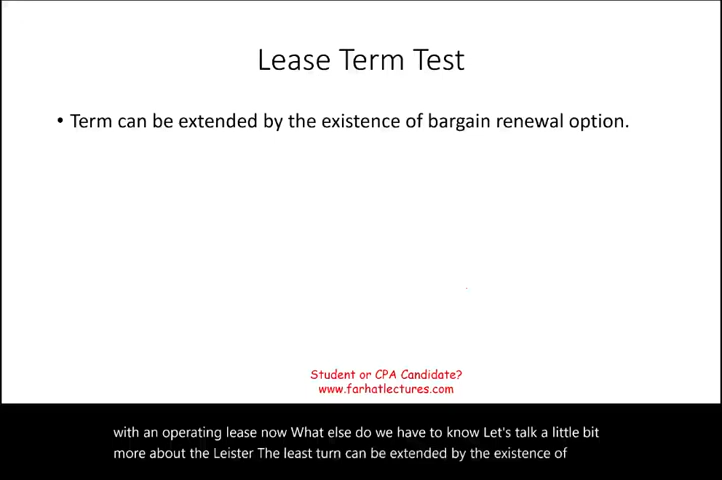 Lease Term Test
• Term can be extended by the existence of bargain renewal option.
Student or CPA Candidate?
www.farhatlectures.com
with an operating lease now What else do we have to know Let's talk a little bit
more about the Leister The least turn can be extended by the existence of